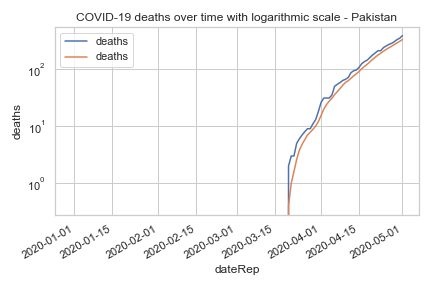 COVID-19 deaths over time with logarithmic scale - Pakistan
deaths
deaths
10²
10¹
10⁰
deaths
2020-01-01
2020-01-15
2020-02-01
2020-02-15
2020-03-01
2020-03-15
2020-04-01
2020-04-15
2020-05-01
dateRep